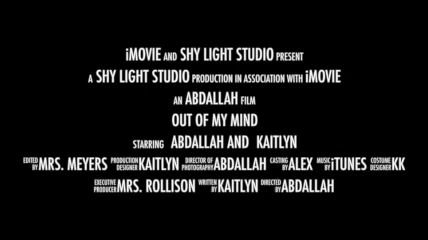 iMOVIE AND SHY LIGHT STUDIO PRESENT
A SHY LIGHT STUDIO PRODUCTION IN ASSOCIATION WITH iMOVIE
AN ABDALLAH FILM
OUT OF MY MIND
STARRING ABDALLAH AND KAITLYN
EDITED BY MRS. MEYERS PRODUCTION DESIGNER KAITLYN DIRECTOR OF PHOTOGRAPHY ABDALLAH CASTING BY ALEX MUSIC BY iTUNES COSTUME DESIGNER KK
EXECUTIVE PRODUCER MRS. ROLLISON WRITTEN BY KAITLYN DIRECTED BY ABDALLAH